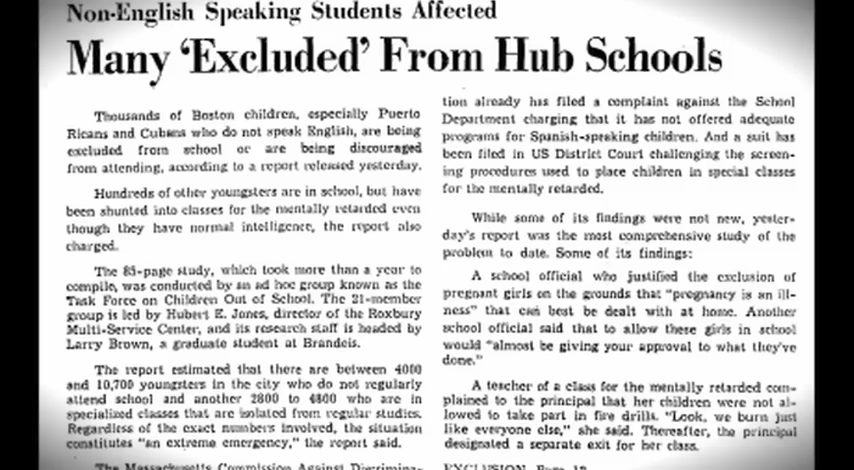 Non-English Speaking Students Affected
Many ‘Excluded’ From Hub Schools
Thousands of Boston children, especially Puerto
Ricans and Cubans who do not speak English, are being
excluded from school or are being discouraged
from attending, according to a report released yesterday.
Hundreds of other youngsters are in school, but have
been shunted into classes for the mentally retarded even
though they have normal intelligence, the report also
charged.
The 85-page study, which took more than a year to
compile, was conducted by an ad hoc group known as the
Task Force on Children Out of School. The 21-member
group is led by Hubert E. Jones, director of the Roxbury
Multi-Service Center, and its research staff is headed by
Larry Brown, a graduate student at Brandeis.
The report estimated that there are between 4000
and 10,700 youngsters in the city who do not regularly
attend school and another 2800 to 4800 who are in
specialized classes that are isolated from regular studies.
Regardless of the exact numbers involved, the situation
constitutes "an extreme emergency," the report said.
The Massachusetts Commission Against Discrimina-
tion already has filed a complaint against the School
Department charging that it has not offered adequate
programs for Spanish-speaking children. And a suit has
been filed in US District Court challenging the screen-
ing procedures used to place children in special classes
for the mentally retarded.
While some of its findings were not new, yester-
day's report was the most comprehensive study of the
problem to date. Some of its findings:
A school official who justified the exclusion of
pregnant girls on the grounds that "pregnancy is an ill-
ness" that can best be dealt with at home. Another
school official said that to allow these girls in school
would "almost be giving your approval to what they've
done."
A teacher of a class for the mentally retarded com-
plained to the principal that her children were not al-
lowed to take part in fire drills. "Look, we burn just
like everyone else," she said. Thereafter, the principal
designated a separate exit for her class.
EXCLUSION, Page